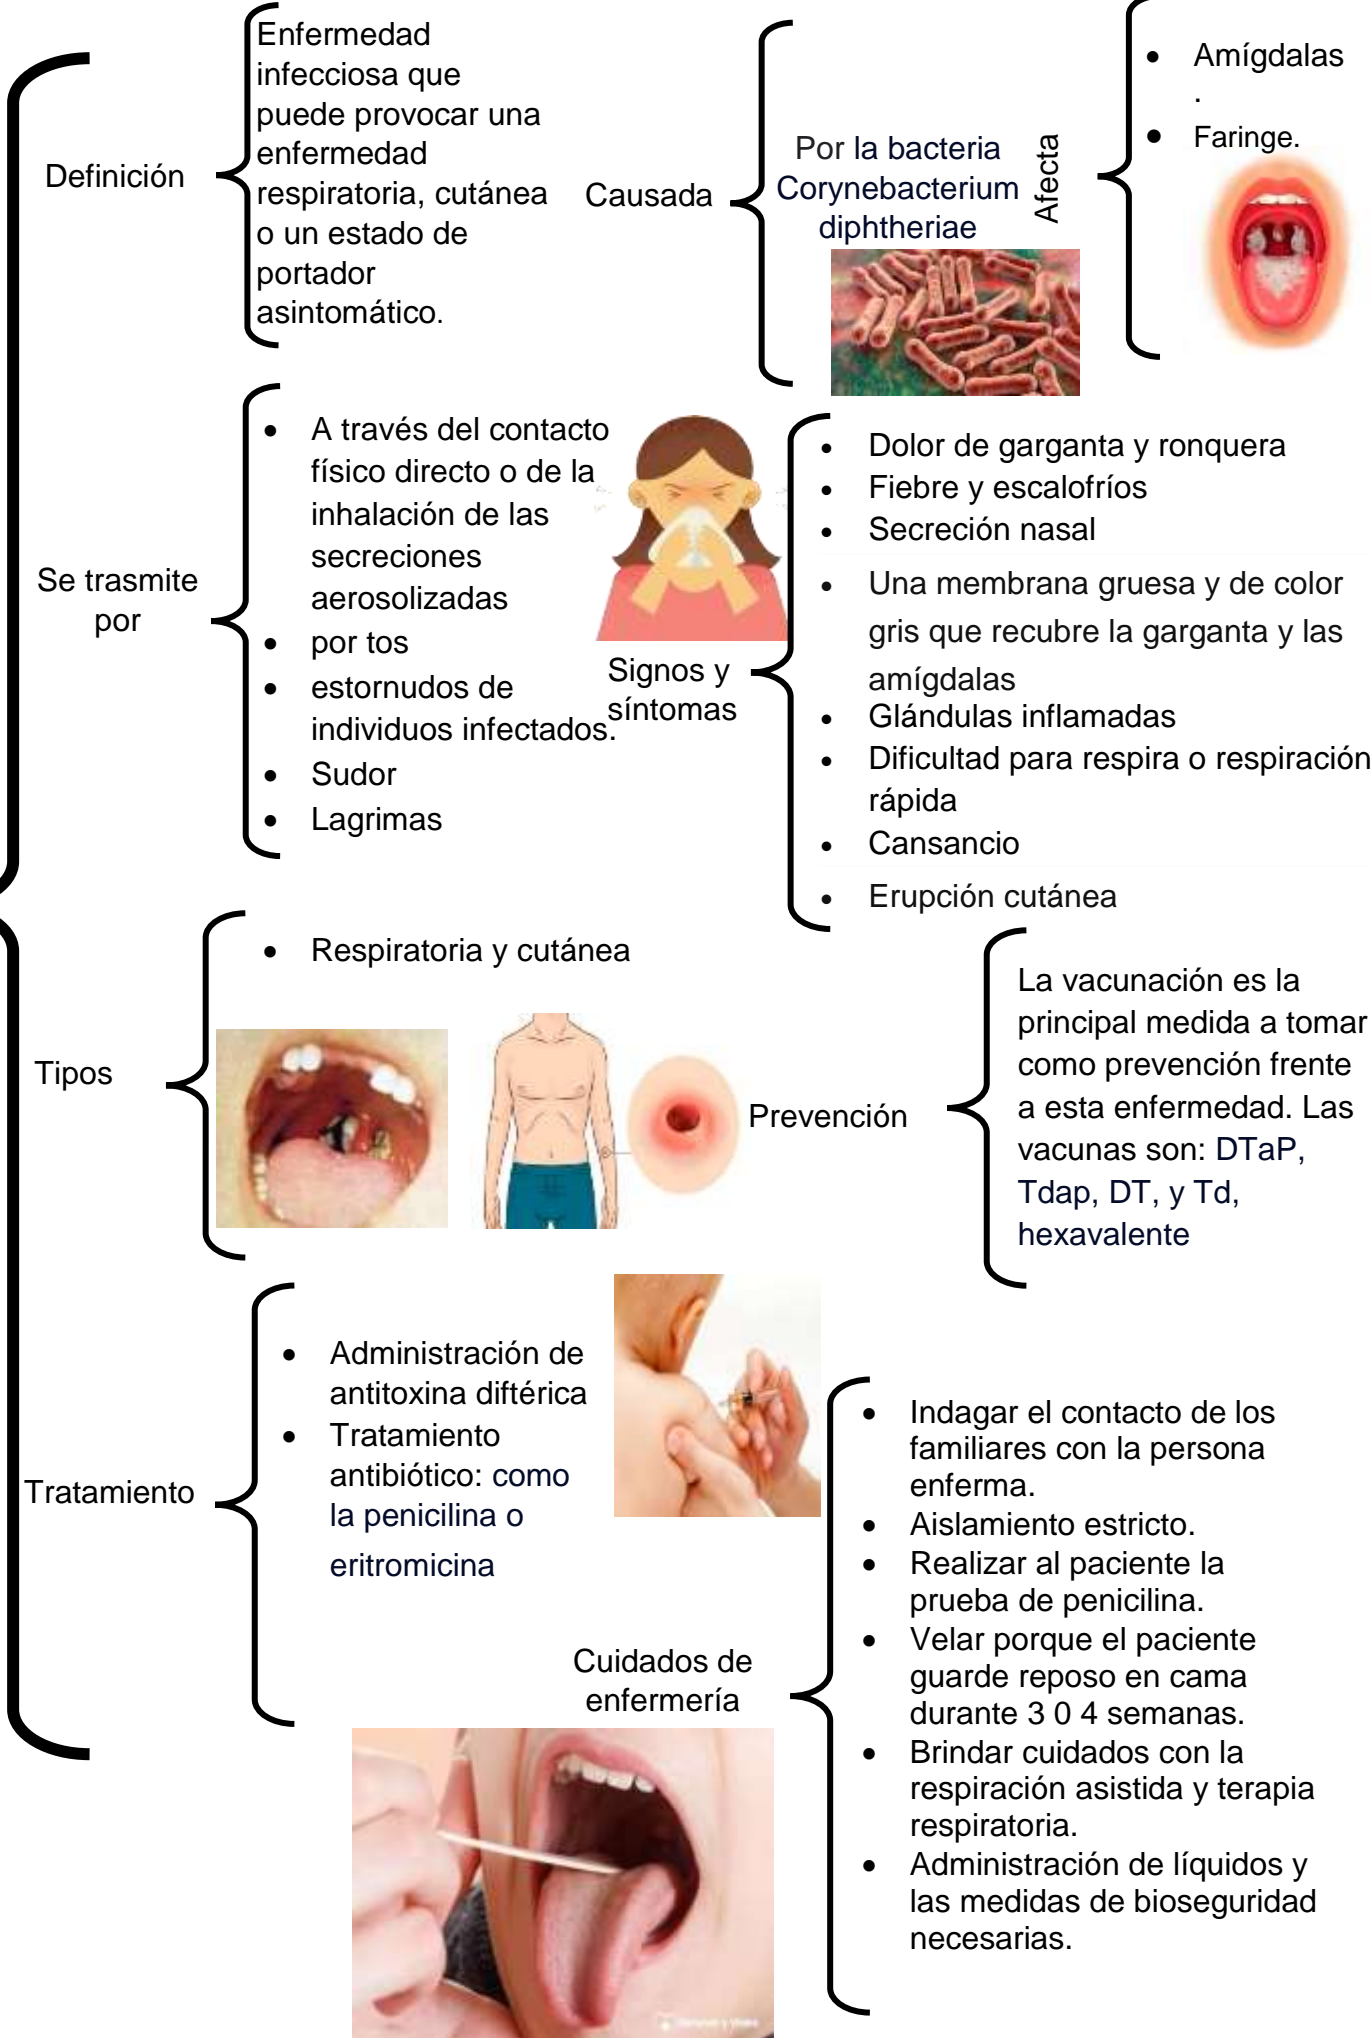 Definición
Enfermedad
infecciosa que
puede provocar una
enfermedad
respiratoria, cutánea
o un estado de
portador
asintomático.
Causada
Por la bacteria
Corynebacterium
diphtheriae
Afecta
• Amígdalas
.
• Faringe.
Se trasmite
por
• A través del contacto
físico directo o de la
inhalación de las
secreciones
aerosolizadas
• por tos
• estornudos de
individuos infectados.
• Sudor
• Lagrimas
Signos y
síntomas
• Dolor de garganta y ronquera
• Fiebre y escalofríos
• Secreción nasal
• Una membrana gruesa y de color
gris que recubre la garganta y las
amígdalas
• Glándulas inflamadas
• Dificultad para respira o respiración
rápida
• Cansancio
• Erupción cutánea
Tipos
• Respiratoria y cutánea
Prevención
La vacunación es la
principal medida a tomar
como prevención frente
a esta enfermedad. Las
vacunas son: DTaP,
Tdap, DT, y Td,
hexavalente
Tratamiento
• Administración de
antitoxina diftérica
• Tratamiento
antibiótico: como
la penicilina o
eritromicina
Cuidados de
enfermería
• Indagar el contacto de los
familiares con la persona
enferma.
• Aislamiento estricto.
• Realizar al paciente la
prueba de penicilina.
• Velar porque el paciente
guarde reposo en cama
durante 3 0 4 semanas.
• Brindar cuidados con la
respiración asistida y terapia
respiratoria.
• Administración de líquidos y
las medidas de bioseguridad
necesarias.